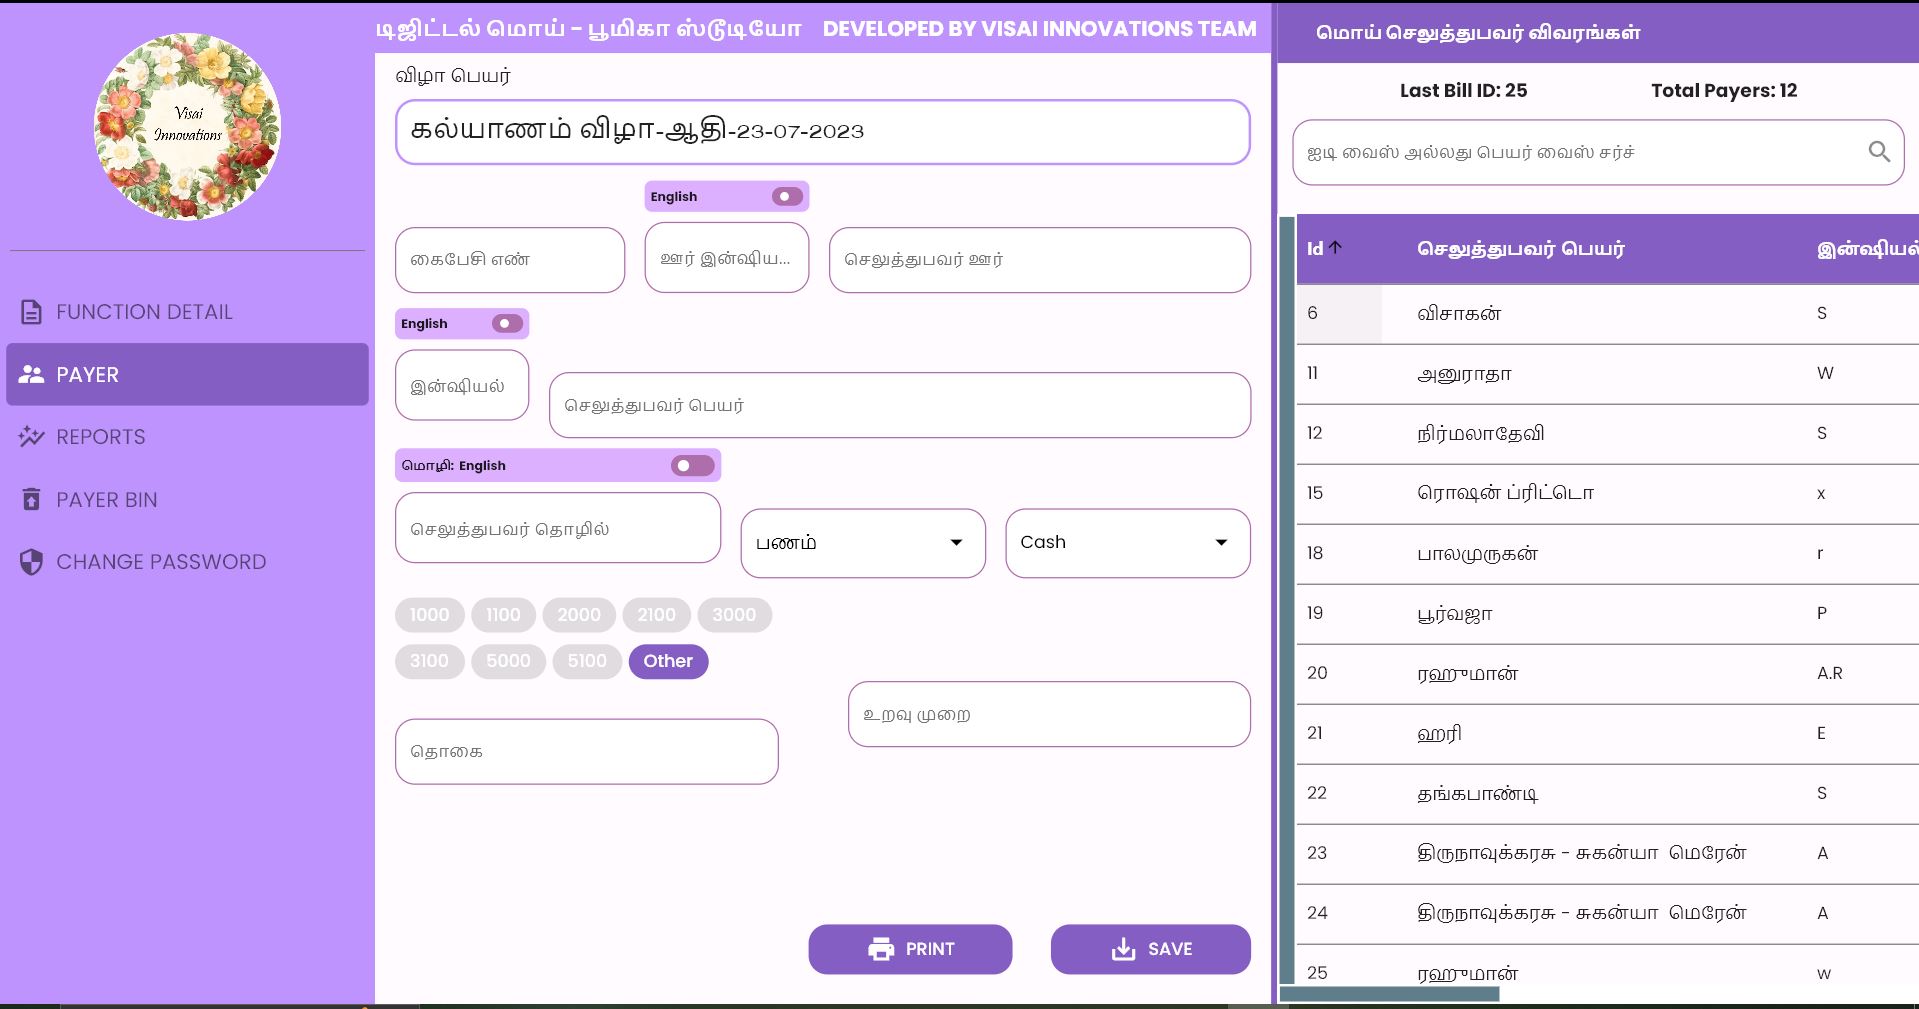 டிஜிட்டல் மொய் - பூமிகா ஸ்டூடியோ DEVELOPED BY VISAI INNOVATIONS TEAM
Visai
Innovations
FUNCTION DETAIL
PAYER
REPORTS
PAYER BIN
CHANGE PASSWORD
விழா பெயர்
கல்யாணம் விழா-ஆதி-23-07-2023
English
கைபேசி எண்
ஊர் இன்ஷிய...
செலுத்துபவர் ஊர்
English
இன்ஷியல்
செலுத்துபவர் பெயர்
மொழி: English
செலுத்துபவர் தொழில்
பணம்
Cash
1000 1100 2000 2100 3000
3100 5000 5100 Other
உறவு முறை
தொகை
PRINT
SAVE
மொய் செலுத்துபவர் விவரங்கள்
Last Bill ID: 25 Total Payers: 12
ஐடி வைஸ் அல்லது பெயர் வைஸ் சர்ச்
Id செலுத்துபவர் பெயர் இன்ஷியல்
6 விசாகன் S
11 அனுராதா W
12 நிர்மலாதேவி S
15 ரொஷன் ப்ரிட்டொ x
18 பாலமுருகன் r
19 பூர்வஜா P
20 ரஹுமான் A.R
21 ஹரி E
22 தங்கபாண்டி S
23 திருநாவுக்கரசு - சுகன்யா மெரேன் A
24 திருநாவுக்கரசு - சுகன்யா மெரேன் A
25 ரஹுமான் w